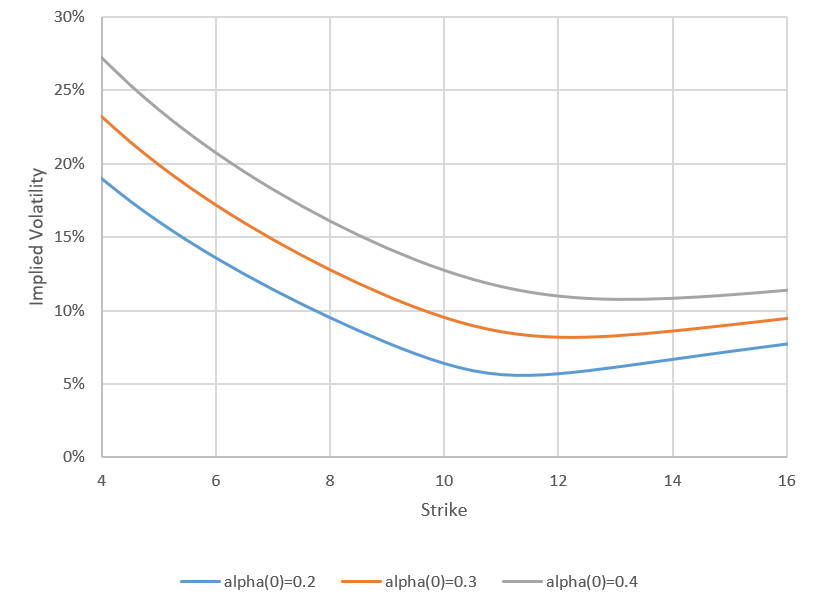 30%
25%
20%
15%
10%
5%
0%
Implied Volatility
4 6 8 10 12 14 16
Strike
alpha(0)=0.2 alpha(0)=0.3 alpha(0)=0.4